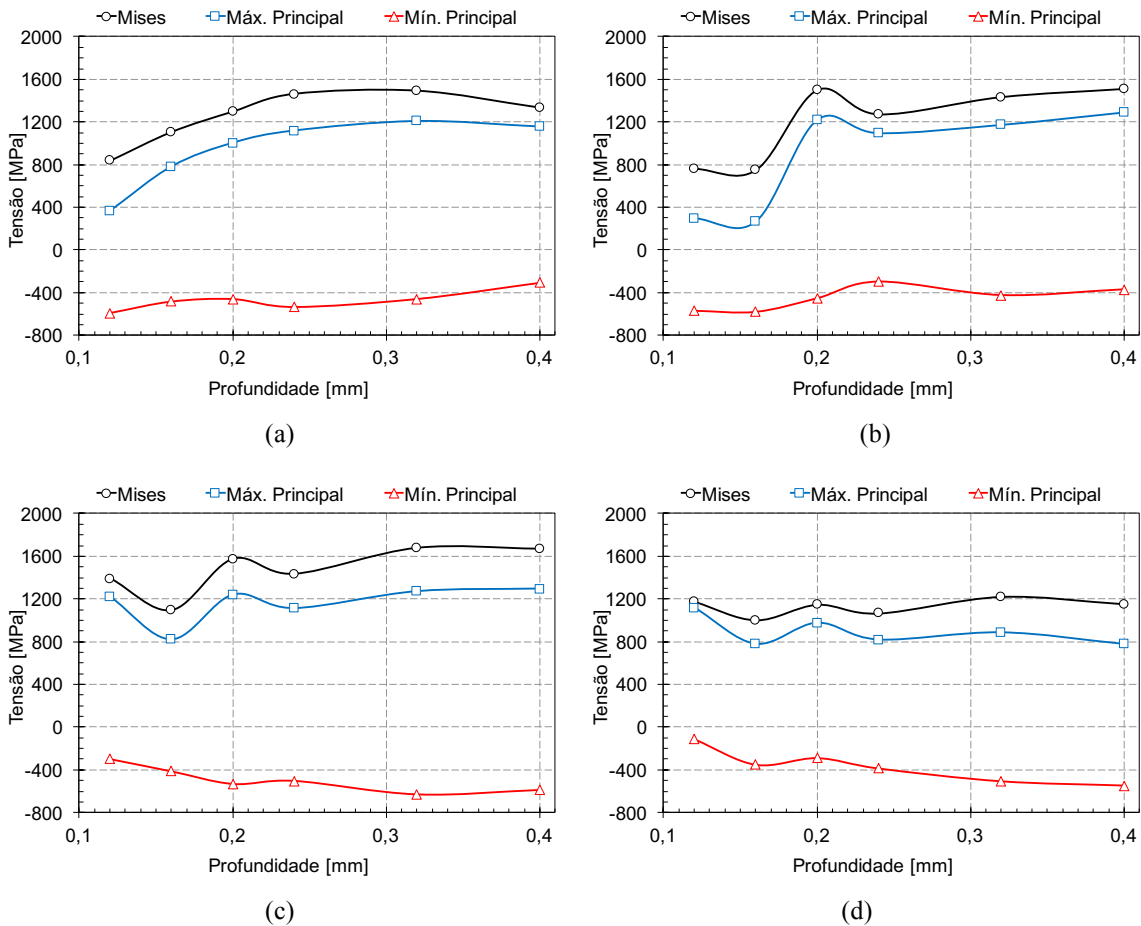 Mises Máx. Principal Mín. Principal
2000
1600
1200
800
400
0
-400
-800
Tensão [MPa]
0,1 0,2 0,3 0,4
Profundidade [mm]
(a)
Mises Máx. Principal Mín. Principal
2000
1600
1200
800
400
0
-400
-800
Tensão [MPa]
0,1 0,2 0,3 0,4
Profundidade [mm]
(b)
Mises Máx. Principal Mín. Principal
2000
1600
1200
800
400
0
-400
-800
Tensão [MPa]
0,1 0,2 0,3 0,4
Profundidade [mm]
(c)
Mises Máx. Principal Mín. Principal
2000
1600
1200
800
400
0
-400
-800
Tensão [MPa]
0,1 0,2 0,3 0,4
Profundidade [mm]
(d)